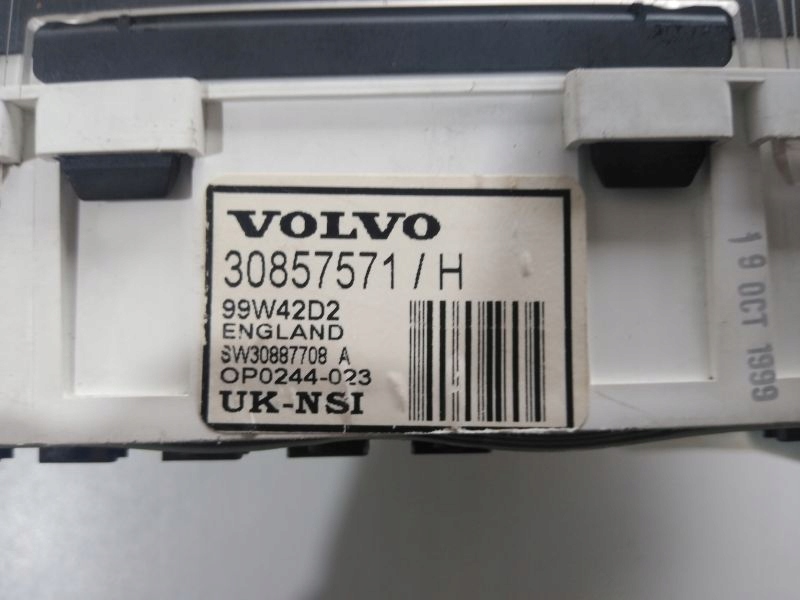 VOLVO
30857571 / H
99W42D2
ENGLAND
SW30887708 A
OP0244-023
UK-NSI
19 OCT 1999